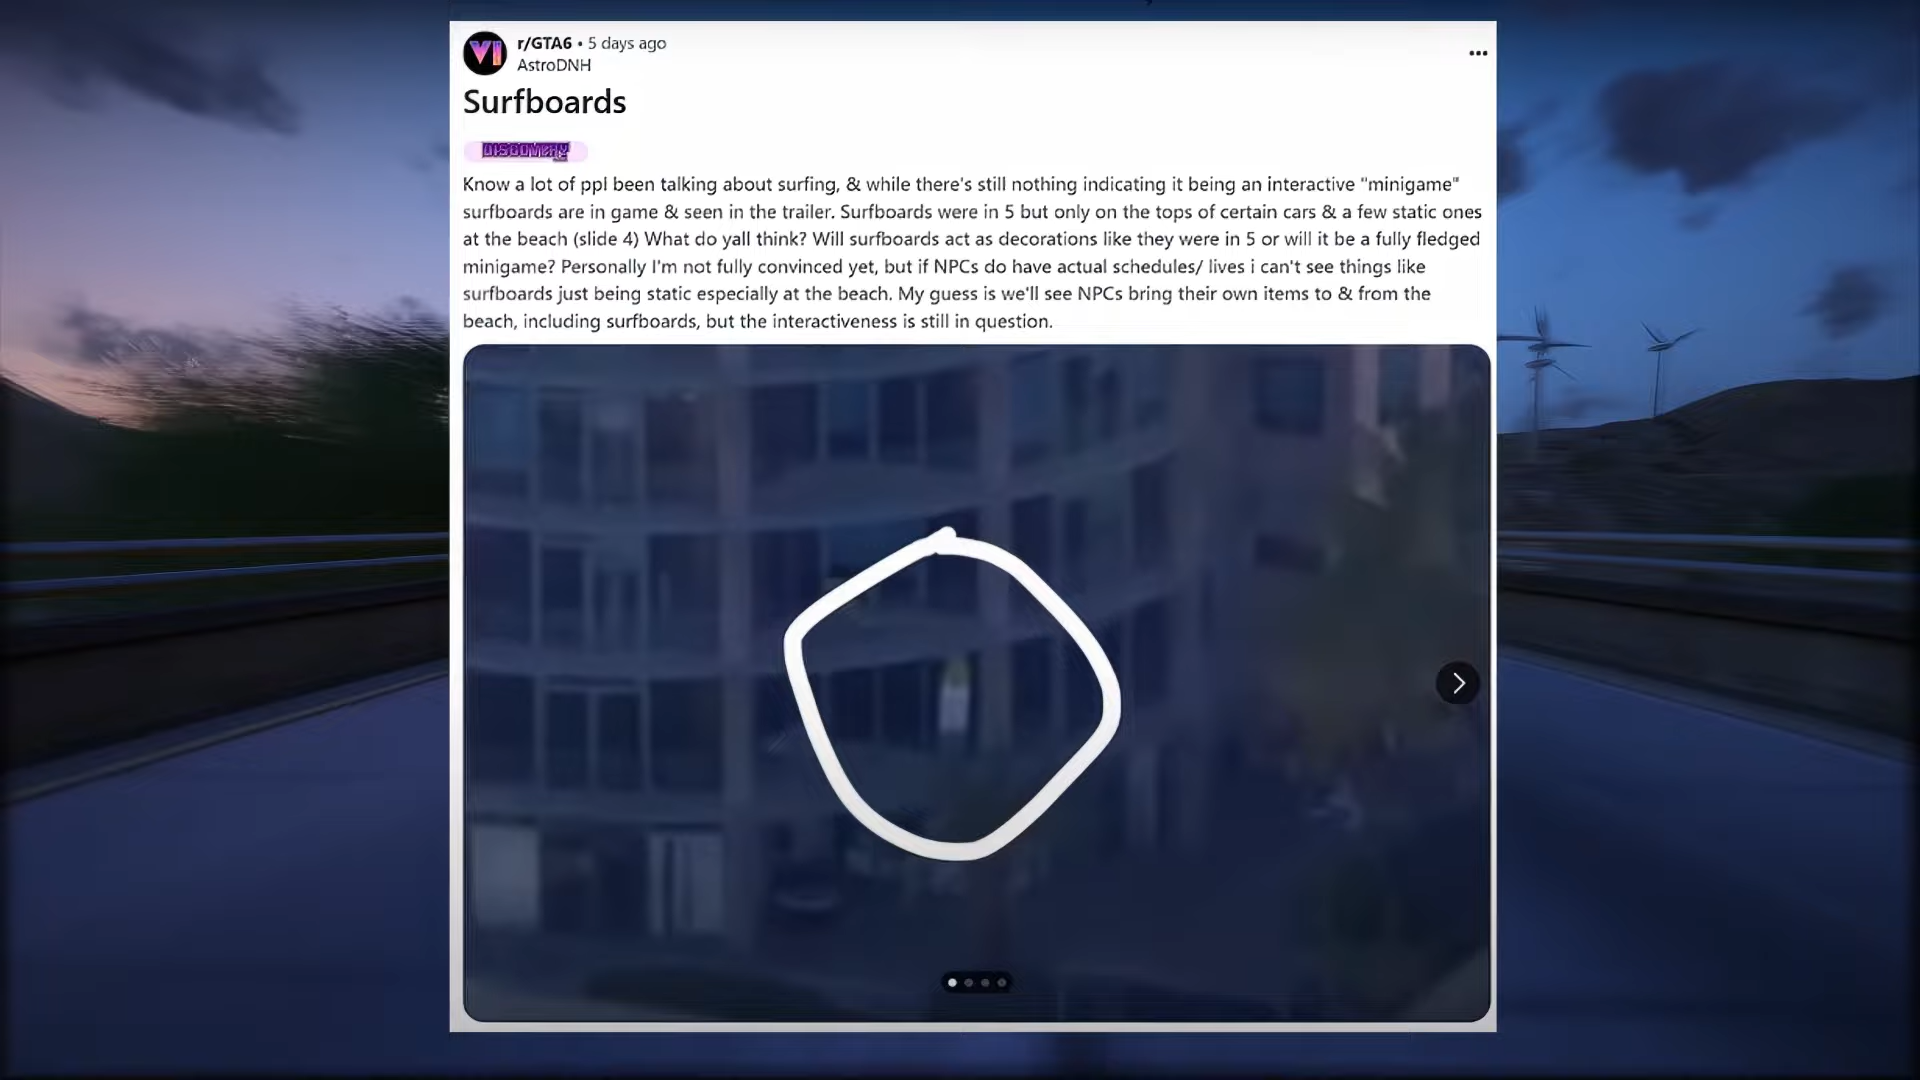 VI
r/GTA6 • 5 days ago
AstroDNH
Surfboards
DISCOVERY
Know a lot of ppl been talking about surfing, & while there's still nothing indicating it being an interactive "minigame"
surfboards are in game & seen in the trailer. Surfboards were in 5 but only on the tops of certain cars & a few static ones
at the beach (slide 4) What do yall think? Will surfboards act as decorations like they were in 5 or will it be a fully fledged
minigame? Personally I'm not fully convinced yet, but if NPCs do have actual schedules/ lives i can't see things like
surfboards just being static especially at the beach. My guess is we'll see NPCs bring their own items to & from the
beach, including surfboards, but the interactiveness is still in question.